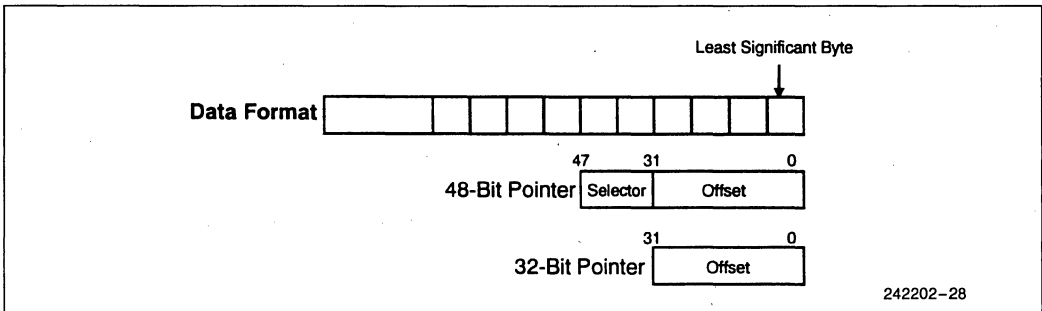 Least Significant Byte
Data Format
47 31 0
48-Bit Pointer Selector Offset
31 0
32-Bit Pointer Offset
242202-28